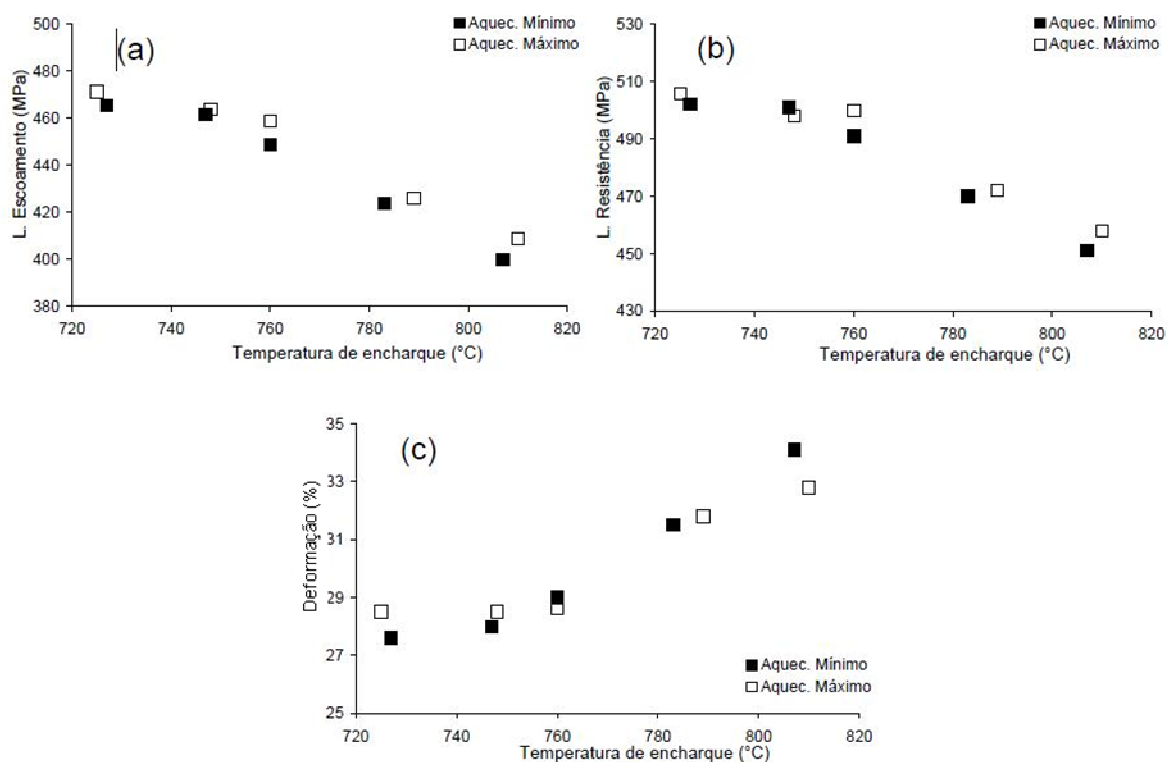 (a)
Aquec. Mínimo
Aquec. Máximo
L. Escoamento (MPa)
500
480
460
440
420
400
380
720 740 760 780 800 820
Temperatura de encharque (°C)
(b)
Aquec. Mínimo
Aquec. Máximo
L. Resistência (MPa)
530
510
490
470
450
430
720 740 760 780 800 820
Temperatura de encharque (°C)
(c)
Deformação (%)
35
33
31
29
27
25
Aquec. Mínimo
Aquec. Máximo
720 740 760 780 800 820
Temperatura de encharque (°C)